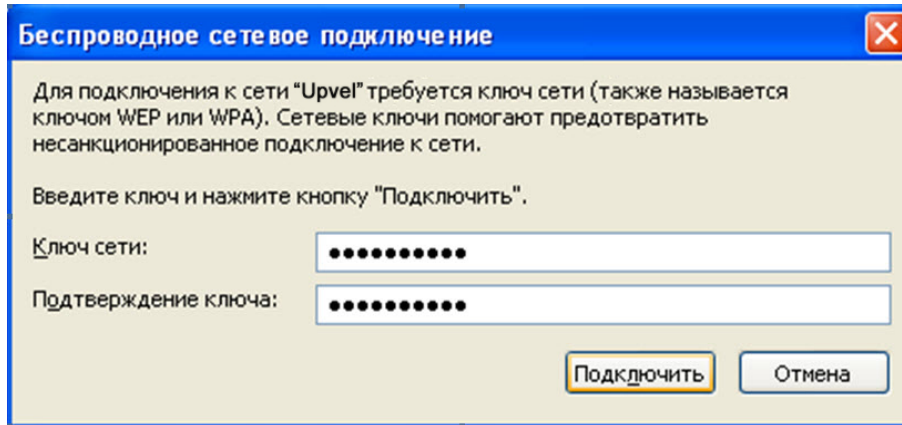 Беспроводное сетевое подключение
Для подключения к сети “Upvel” требуется ключ сети (также называется
ключом WEP или WPA). Сетевые ключи помогают предотвратить
несанкционированное подключение к сети.
Введите ключ и нажмите кнопку "Подключить".
Ключ сети: ●●●●●●●●●●
Подтверждение ключа: ●●●●●●●●●●
Подключить Отмена